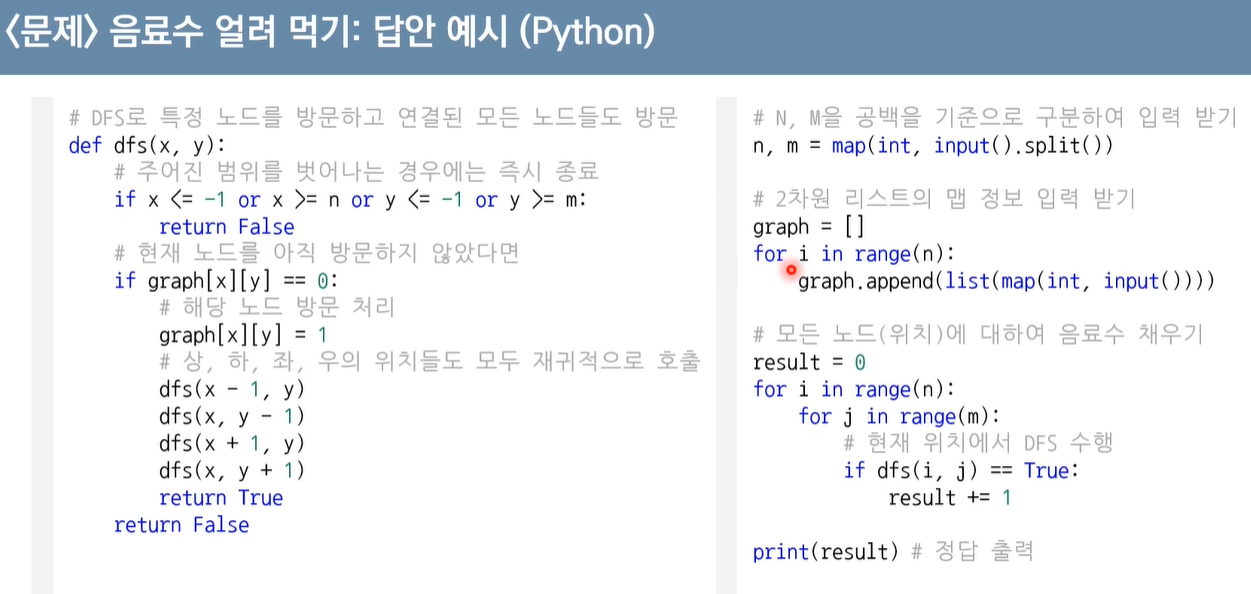 <문제> 음료수 얼려 먹기: 답안 예시 (Python)
# DFS로 특정 노드를 방문하고 연결된 모든 노드들도 방문
def dfs(x, y):
    # 주어진 범위를 벗어나는 경우에는 즉시 종료
    if x <= -1 or x >= n or y <= -1 or y >= m:
        return False
    # 현재 노드를 아직 방문하지 않았다면
    if graph[x][y] == 0:
        # 해당 노드 방문 처리
        graph[x][y] = 1
        # 상, 하, 좌, 우의 위치들도 모두 재귀적으로 호출
        dfs(x - 1, y)
        dfs(x, y - 1)
        dfs(x + 1, y)
        dfs(x, y + 1)
        return True
    return False
# N, M을 공백을 기준으로 구분하여 입력 받기
n, m = map(int, input().split())
# 2차원 리스트의 맵 정보 입력 받기
graph = []
for i in range(n):
    graph.append(list(map(int, input())))
# 모든 노드(위치)에 대하여 음료수 채우기
result = 0
for i in range(n):
    for j in range(m):
        # 현재 위치에서 DFS 수행
        if dfs(i, j) == True:
            result += 1
print(result) # 정답 출력